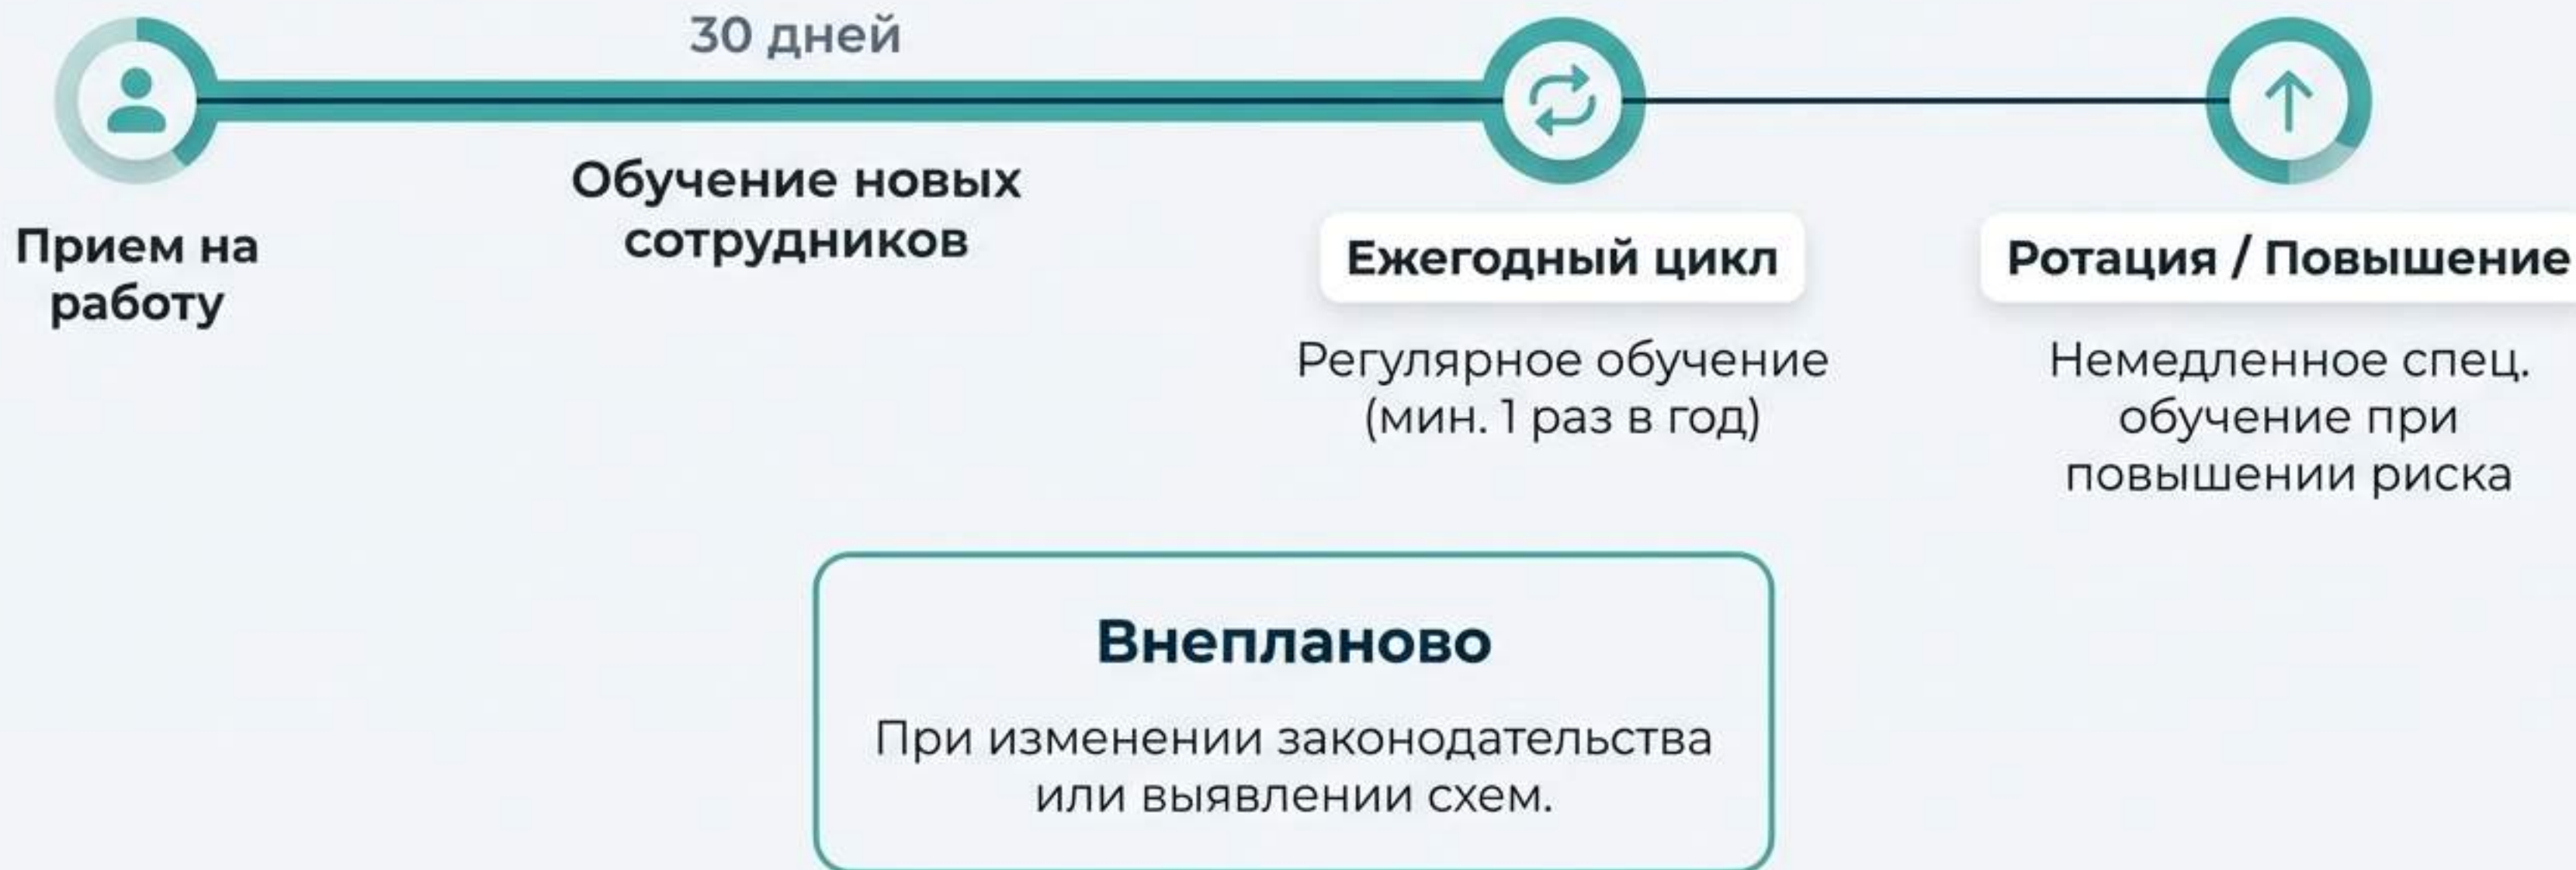 30 дней
Прием на
работу
Обучение новых
сотрудников
Ежегодный цикл
Регулярное обучение
(мин. 1 раз в год)
Ротация / Повышение
Немедленное спец.
обучение при
повышении риска
Внепланово
При изменении законодательства
или выявлении схем.